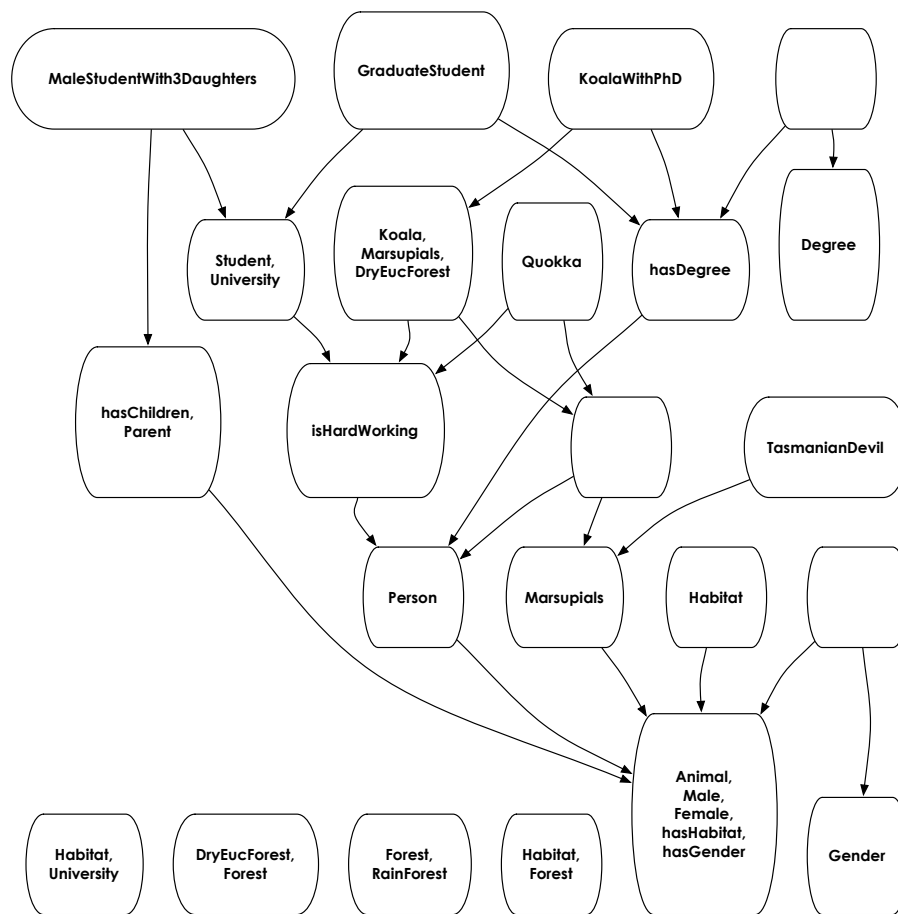 MaleStudentWith3Daughters
GraduateStudent
KoalaWithPhD
Student,
University
Koala,
Marsupials,
DryEucForest
Quokka
hasDegree
Degree
hasChildren,
Parent
isHardWorking
TasmanianDevil
Person
Marsupials
Habitat
Animal,
Male,
Female,
hasHabitat,
hasGender
Gender
Habitat,
University
DryEucForest,
Forest
Forest,
RainForest
Habitat,
Forest